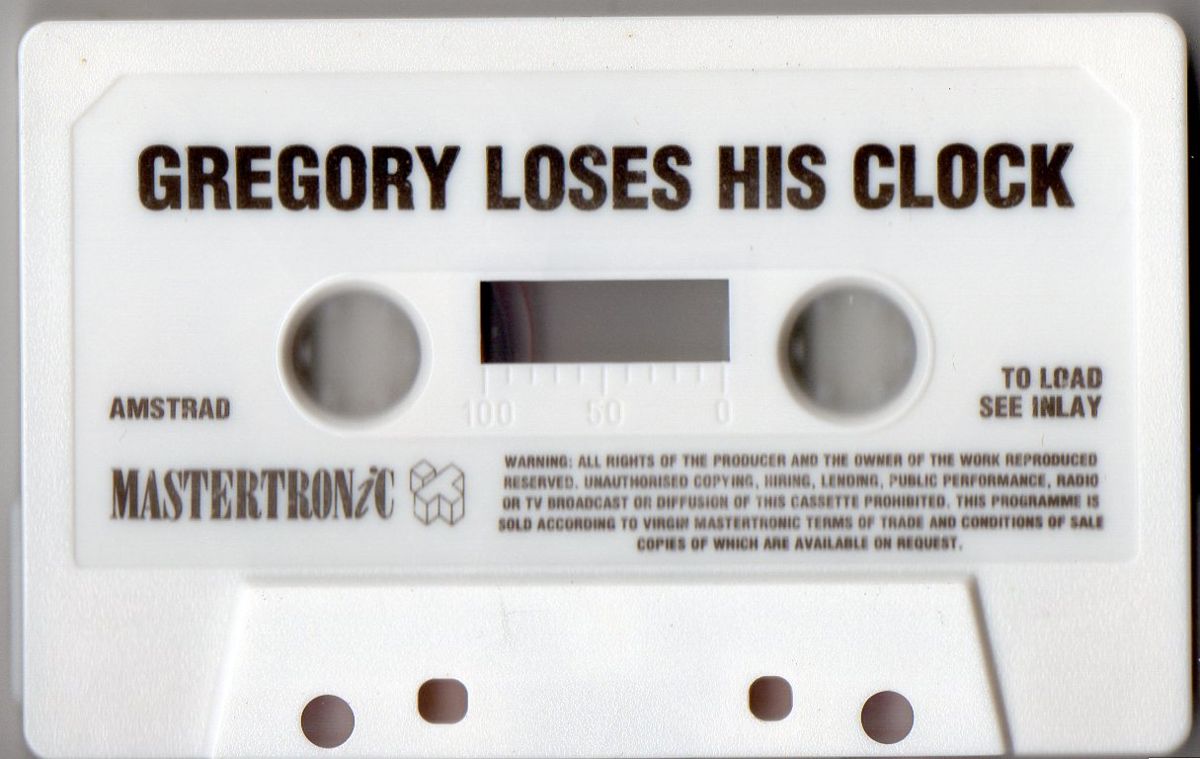 GREGORY LOSES HIS CLOCK
100 50 0
AMSTRAD
TO LOAD
SEE INLAY
MASTERTRONiC
WARNING: ALL RIGHTS OF THE PRODUCER AND THE OWNER OF THE WORK REPRODUCED
RESERVED. UNAUTHORISED COPYING, HIRING, LENDING, PUBLIC PERFORMANCE, RADIO
OR TV BROADCAST OR DIFFUSION OF THIS CASSETTE PROHIBITED. THIS PROGRAMME IS
SOLD ACCORDING TO VIRGIN MASTERTRONIC TERMS OF TRADE AND CONDITIONS OF SALE
COPIES OF WHICH ARE AVAILABLE ON REQUEST.